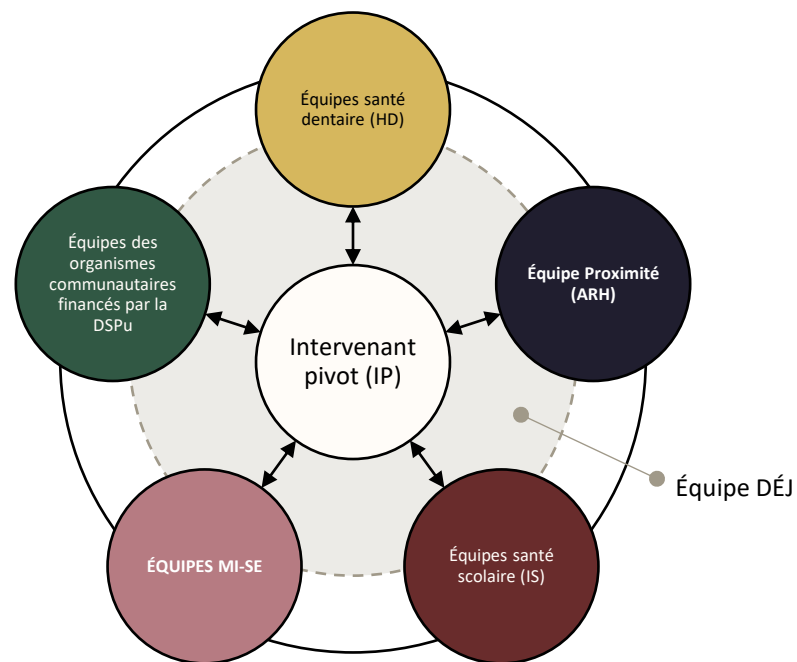 Équipes santé
dentaire (HD)
Équipes des
organismes
communautaires
financés par la
DSPu
Équipe Proximité
(ARH)
Intervenant
pivot (IP)
Équipe DÉJ
ÉQUIPES MI-SE
Équipes santé
scolaire (IS)